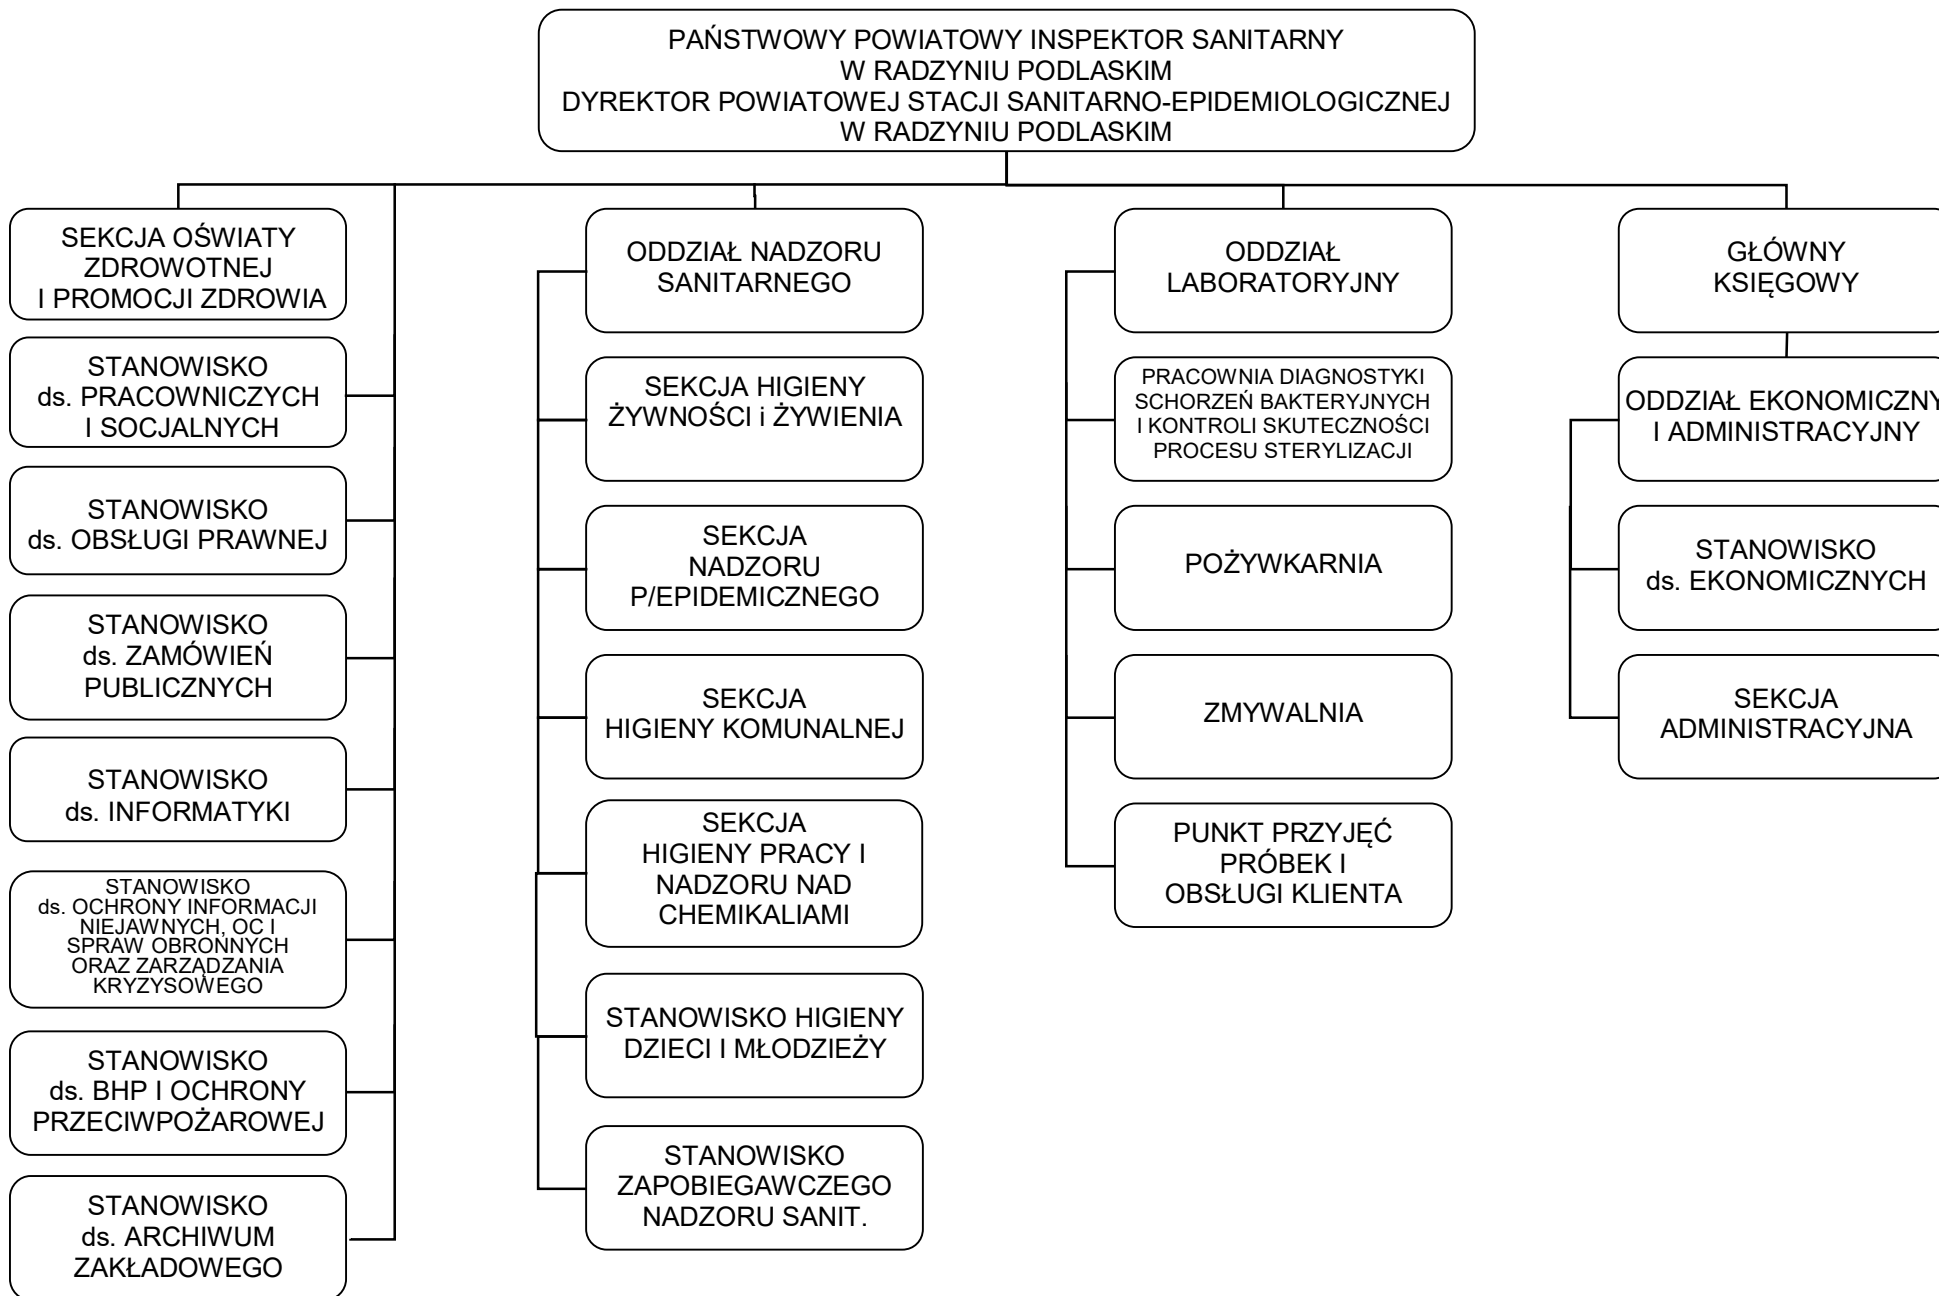 PAŃSTWOWY POWIATOWY INSPEKTOR SANITARNY
W RADZYNIU PODLASKIM
DYREKTOR POWIATOWEJ STACJI SANITARNO-EPIDEMIOLOGICZNEJ
W RADZYNIU PODLASKIM
SEKCJA OŚWIATY
ZDROWOTNEJ
I PROMOCJI ZDROWIA
STANOWISKO
ds. PRACOWNICZYCH
I SOCJALNYCH
STANOWISKO
ds. OBSŁUGI PRAWNEJ
STANOWISKO
ds. ZAMÓWIEŃ
PUBLICZNYCH
STANOWISKO
ds. INFORMATYKI
STANOWISKO
ds. OCHRONY INFORMACJI
NIEJAWNYCH, OC I
SPRAW OBRONNYCH
ORAZ ZARZĄDZANIA
KRYZYSOWEGO
STANOWISKO
ds. BHP I OCHRONY
PRZECIWPOŻAROWEJ
STANOWISKO
ds. ARCHIWUM
ZAKŁADOWEGO
ODDZIAŁ NADZORU
SANITARNEGO
SEKCJA HIGIENY
ŻYWNOŚCI i ŻYWIENIA
SEKCJA
NADZORU
P/EPIDEMICZNEGO
SEKCJA
HIGIENY KOMUNALNEJ
SEKCJA
HIGIENY PRACY I
NADZORU NAD
CHEMIKALIAMI
STANOWISKO HIGIENY
DZIECI I MŁODZIEŻY
STANOWISKO
ZAPOBIEGAWCZEGO
NADZORU SANIT.
ODDZIAŁ
LABORATORYJNY
PRACOWNIA DIAGNOSTYKI
SCHORZEŃ BAKTERYJNYCH
I KONTROLI SKUTECZNOŚCI
PROCESU STERYLIZACJI
POŻYWKARNIA
ZMYWALNIA
PUNKT PRZYJĘĆ
PRÓBEK I
OBSŁUGI KLIENTA
GŁÓWNY
KSIĘGOWY
ODDZIAŁ EKONOMICZNY
I ADMINISTRACYJNY
STANOWISKO
ds. EKONOMICZNYCH
SEKCJA
ADMINISTRACYJNA